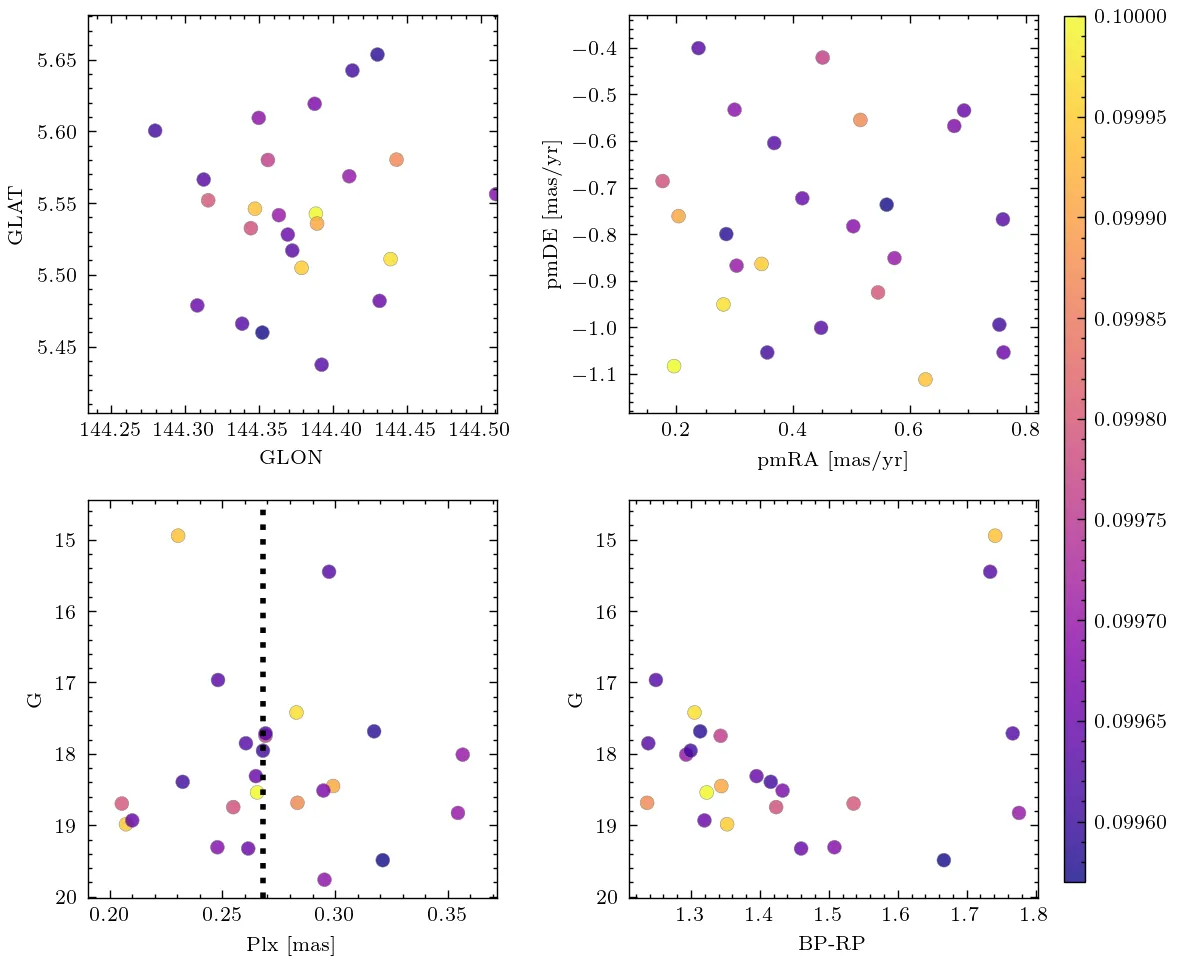 5.65
5.60
5.55
5.50
5.45
GLAT
144.25 144.30 144.35 144.40 144.45 144.50
GLON
−0.4
−0.5
−0.6
−0.7
−0.8
−0.9
−1.0
−1.1
pmDE [mas/yr]
0.2 0.4 0.6 0.8
pmRA [mas/yr]
0.10000
0.09995
0.09990
0.09985
0.09980
0.09975
0.09970
0.09965
0.09960
15
16
17
18
19
20
G
0.20 0.25 0.30 0.35
Plx [mas]
15
16
17
18
19
20
G
1.3 1.4 1.5 1.6 1.7 1.8
BP-RP